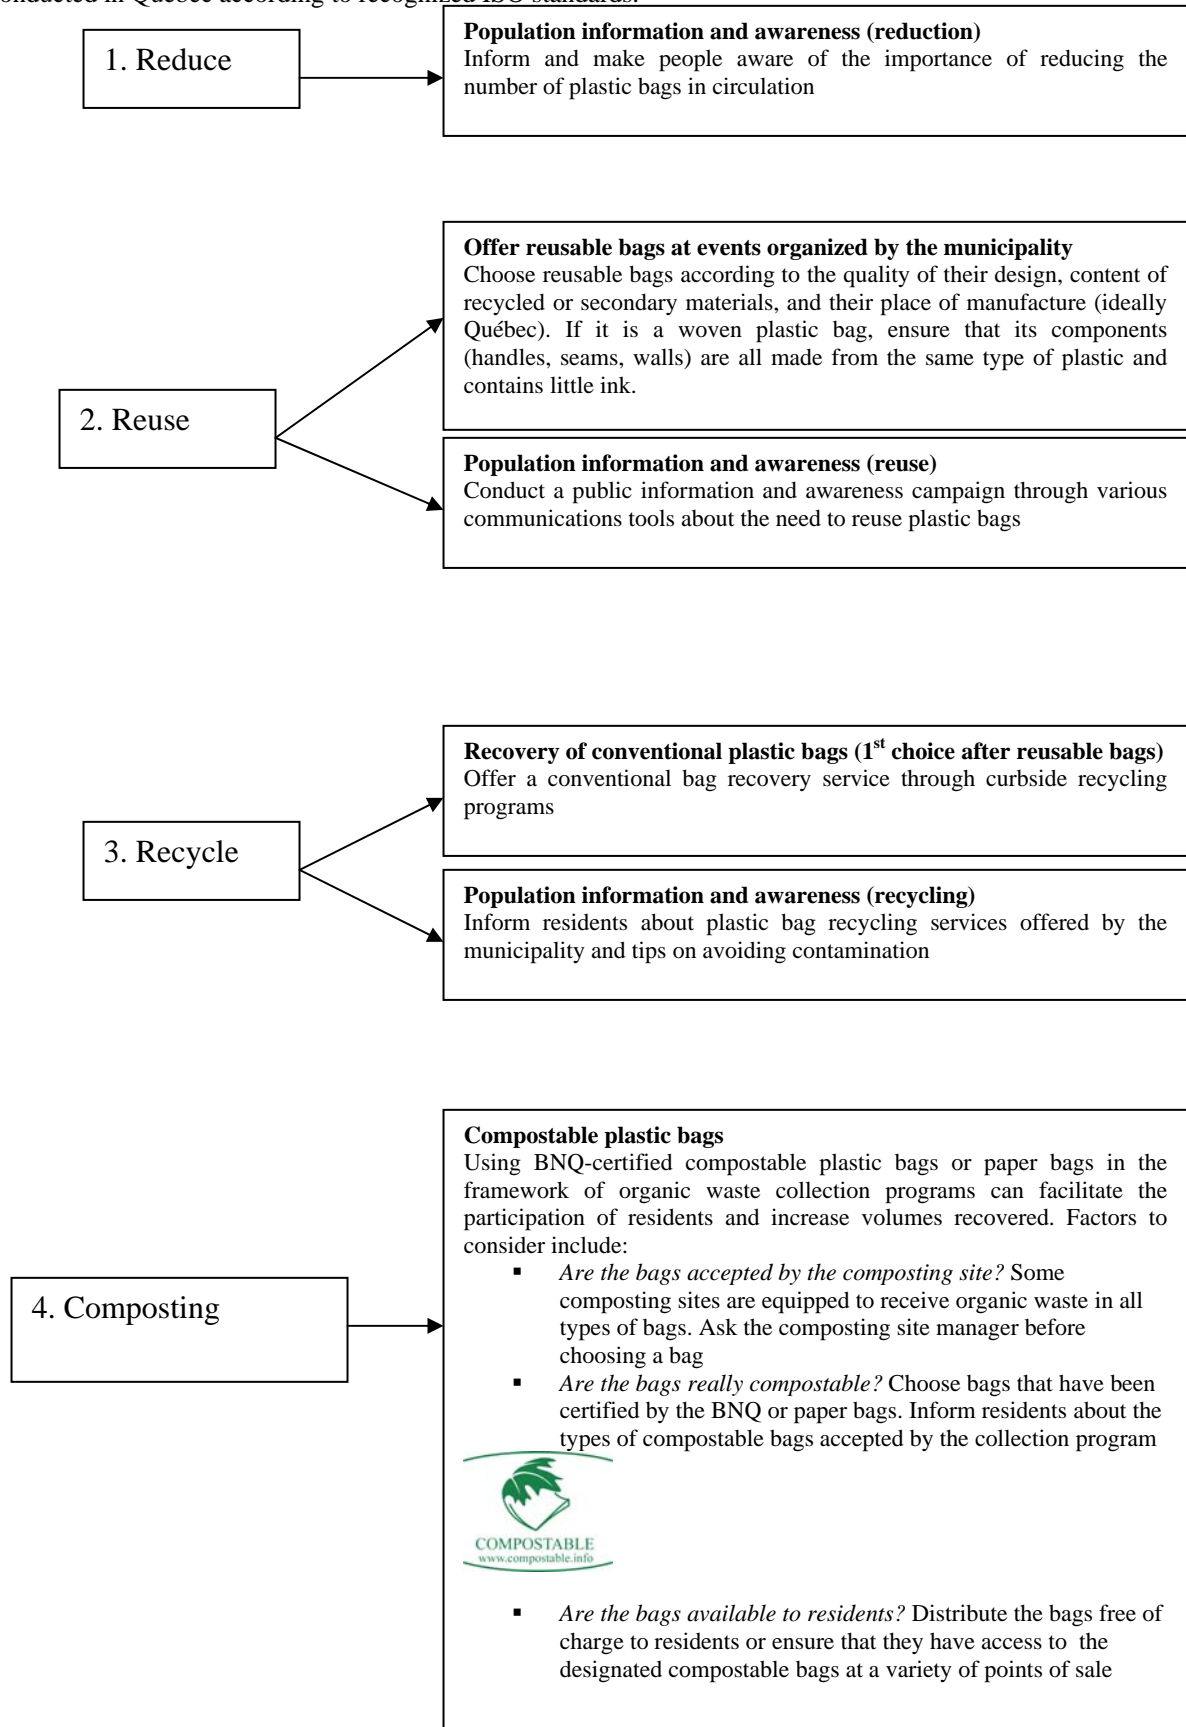 conducted in Québec according to recognized ISO standards.
1. Reduce
Population information and awareness (reduction)
Inform and make people aware of the importance of reducing the
number of plastic bags in circulation
2. Reuse
Offer reusable bags at events organized by the municipality
Choose reusable bags according to the quality of their design, content of
recycled or secondary materials, and their place of manufacture (ideally
Québec). If it is a woven plastic bag, ensure that its components
(handles, seams, walls) are all made from the same type of plastic and
contains little ink.
Population information and awareness (reuse)
Conduct a public information and awareness campaign through various
communications tools about the need to reuse plastic bags
3. Recycle
Recovery of conventional plastic bags (1st choice after reusable bags)
Offer a conventional bag recovery service through curbside recycling
programs
Population information and awareness (recycling)
Inform residents about plastic bag recycling services offered by the
municipality and tips on avoiding contamination
4. Composting
Compostable plastic bags
Using BNQ-certified compostable plastic bags or paper bags in the
framework of organic waste collection programs can facilitate the
participation of residents and increase volumes recovered. Factors to
consider include:
▪ Are the bags accepted by the composting site? Some
composting sites are equipped to receive organic waste in all
types of bags. Ask the composting site manager before
choosing a bag
▪ Are the bags really compostable? Choose bags that have been
certified by the BNQ or paper bags. Inform residents about the
types of compostable bags accepted by the collection program
COMPOSTABLE
www.compostable.info
▪ Are the bags available to residents? Distribute the bags free of
charge to residents or ensure that they have access to the
designated compostable bags at a variety of points of sale